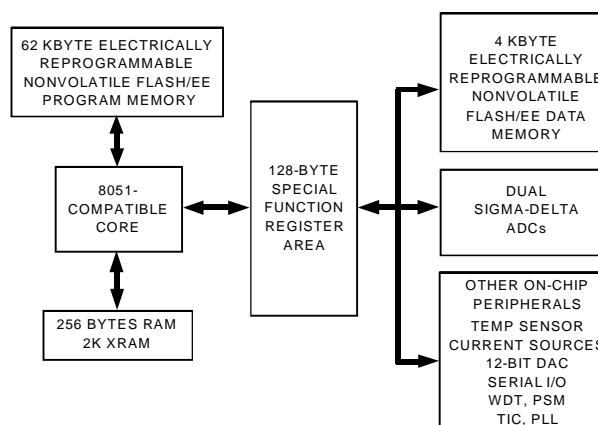 62 KBYTE ELECTRICALLY
REPROGRAMMABLE
NONVOLATILE FLASH/EE
PROGRAM MEMORY
8051-
COMPATIBLE
CORE
256 BYTES RAM
2K XRAM
128-BYTE
SPECIAL
FUNCTION
REGISTER
AREA
4 KBYTE
ELECTRICALLY
REPROGRAMMABLE
NONVOLATILE
FLASH/EE DATA
MEMORY
DUAL
SIGMA-DELTA
ADCs
OTHER ON-CHIP
PERIPHERALS
TEMP SENSOR
CURRENT SOURCES
12-BIT DAC
SERIAL I/O
WDT, PSM
TIC, PLL